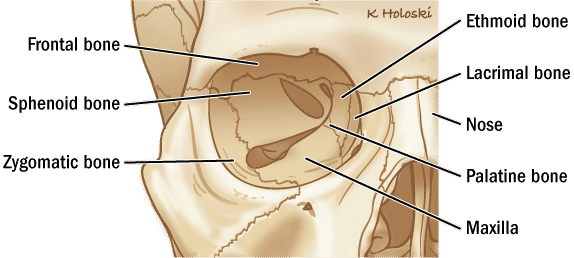 K Holoski
Frontal bone
Sphenoid bone
Zygomatic bone
Ethmoid bone
Lacrimal bone
Nose
Palatine bone
Maxilla